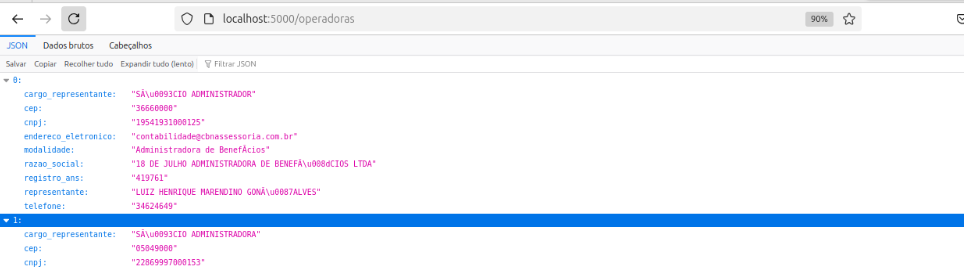 localhost:5000/operadoras
90%
JSON Dados brutos Cabeçalhos
Salvar Copiar Recolher tudo Expandir tudo (lento) Filtrar JSON
0:
cargo_representante: "SÃ\u0093CIO ADMINISTRADOR"
cep: "36660000"
cnpj: "19541931000125"
endereco_eletronico: "contabilidade@cbnassessoria.com.br"
modalidade: "Administradora de BenefÃcios"
razao_social: "18 DE JULHO ADMINISTRADORA DE BENEFÃ\u008dCIOS LTDA"
registro_ans: "419761"
representante: "LUIZ HENRIQUE MARENDINO GONÃ\u0087ALVES"
telefone: "34624649"
1:
cargo_representante: "SÃ\u0093CIO ADMINISTRADORA"
cep: "05049000"
cnpj: "22869997000153"